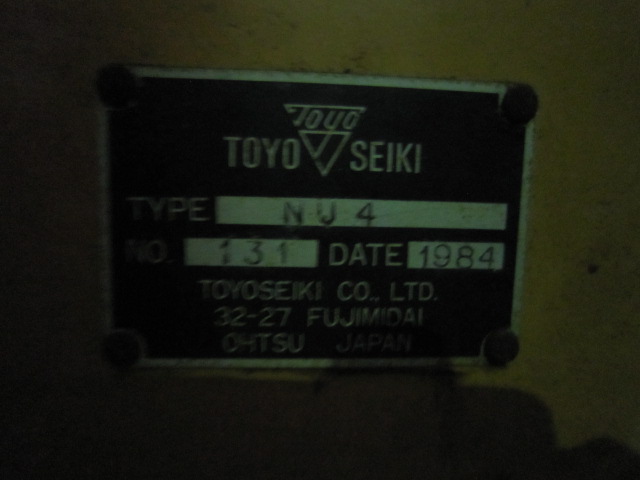 Toyo
TOYO SEIKI
TYPE NU4
NO. 131 DATE 1984
TOYOSEIKI CO., LTD.
32-27 FUJIMIDAI
OHTSU JAPAN